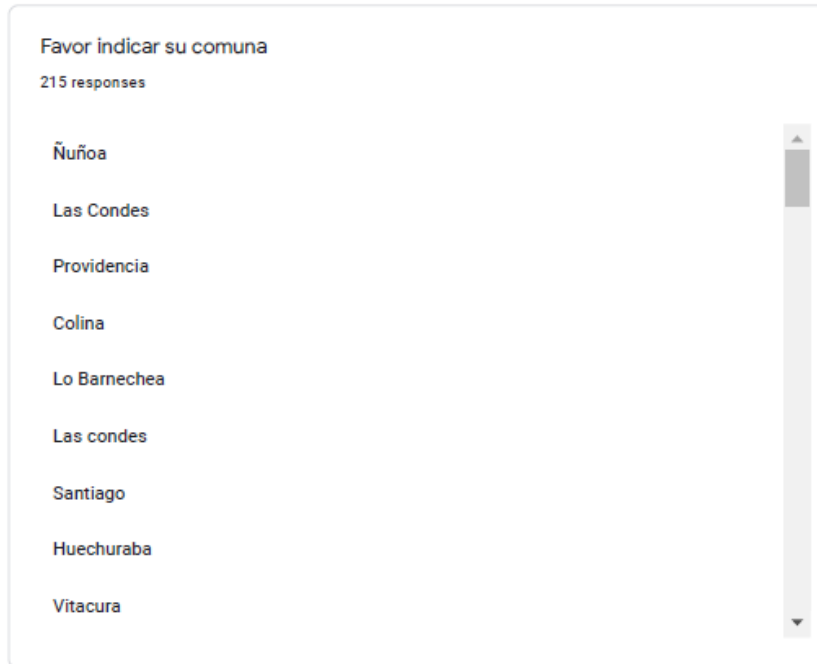 Favor indicar su comuna
215 responses
Ñuñoa
Las Condes
Providencia
Colina
Lo Barnechea
Las condes
Santiago
Huechuraba
Vitacura